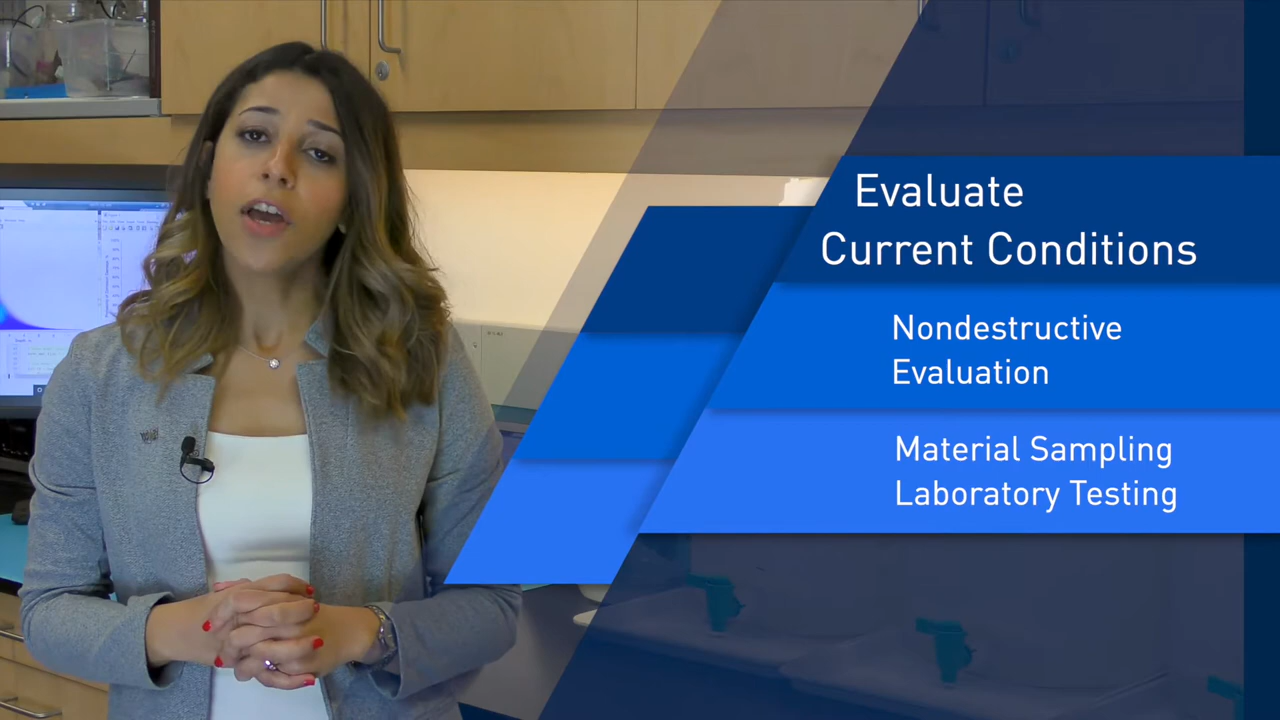 Evaluate
Current Conditions
Nondestructive
Evaluation
Material Sampling
Laboratory Testing